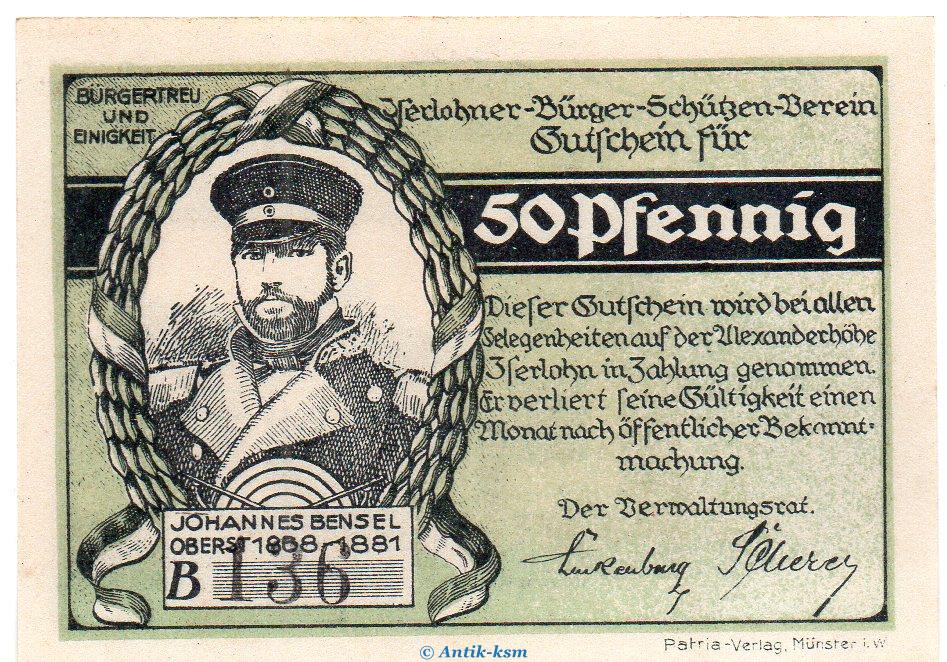 BÜRGERTREU
UND
EINIGKEIT
Iserlohner-Bürger-Schützen-Verein
Gutschein für
50 Pfennig
Dieser Gutschein wird bei allen
Gelegenheiten auf der Alexanderhöhe
Iserlohn in Zahlung genommen.
Er verliert seine Gültigkeit einen
Monat nach öffentlicher Bekannt-
machung.
Der Verwaltungsrat.
JOHANNES BENSEL
OBERST 1868-1881
B 136
Patria-Verlag, Münster i.W
© Antik-ksm